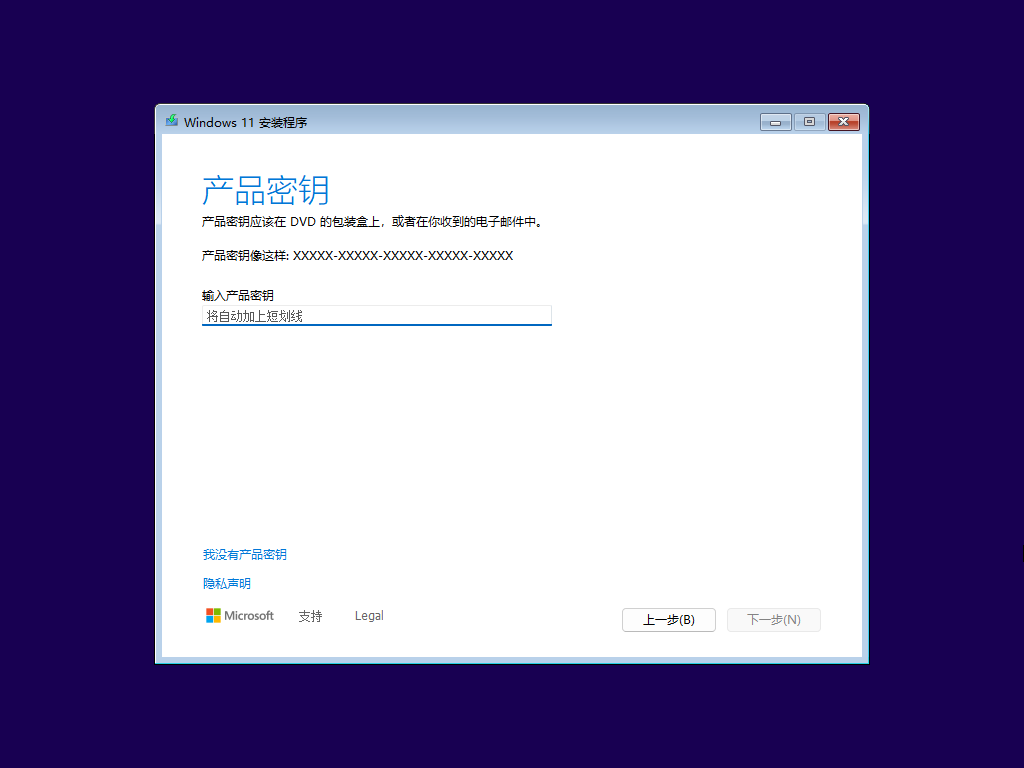 Windows 11 安装程序
产品密钥
产品密钥应该在 DVD 的包装盒上，或者在你收到的电子邮件中。
产品密钥像这样: XXXXX-XXXXX-XXXXX-XXXXX-XXXXX
输入产品密钥
将自动加上短划线
我没有产品密钥
隐私声明
Microsoft 支持 Legal 上一步(B) 下一步(N)